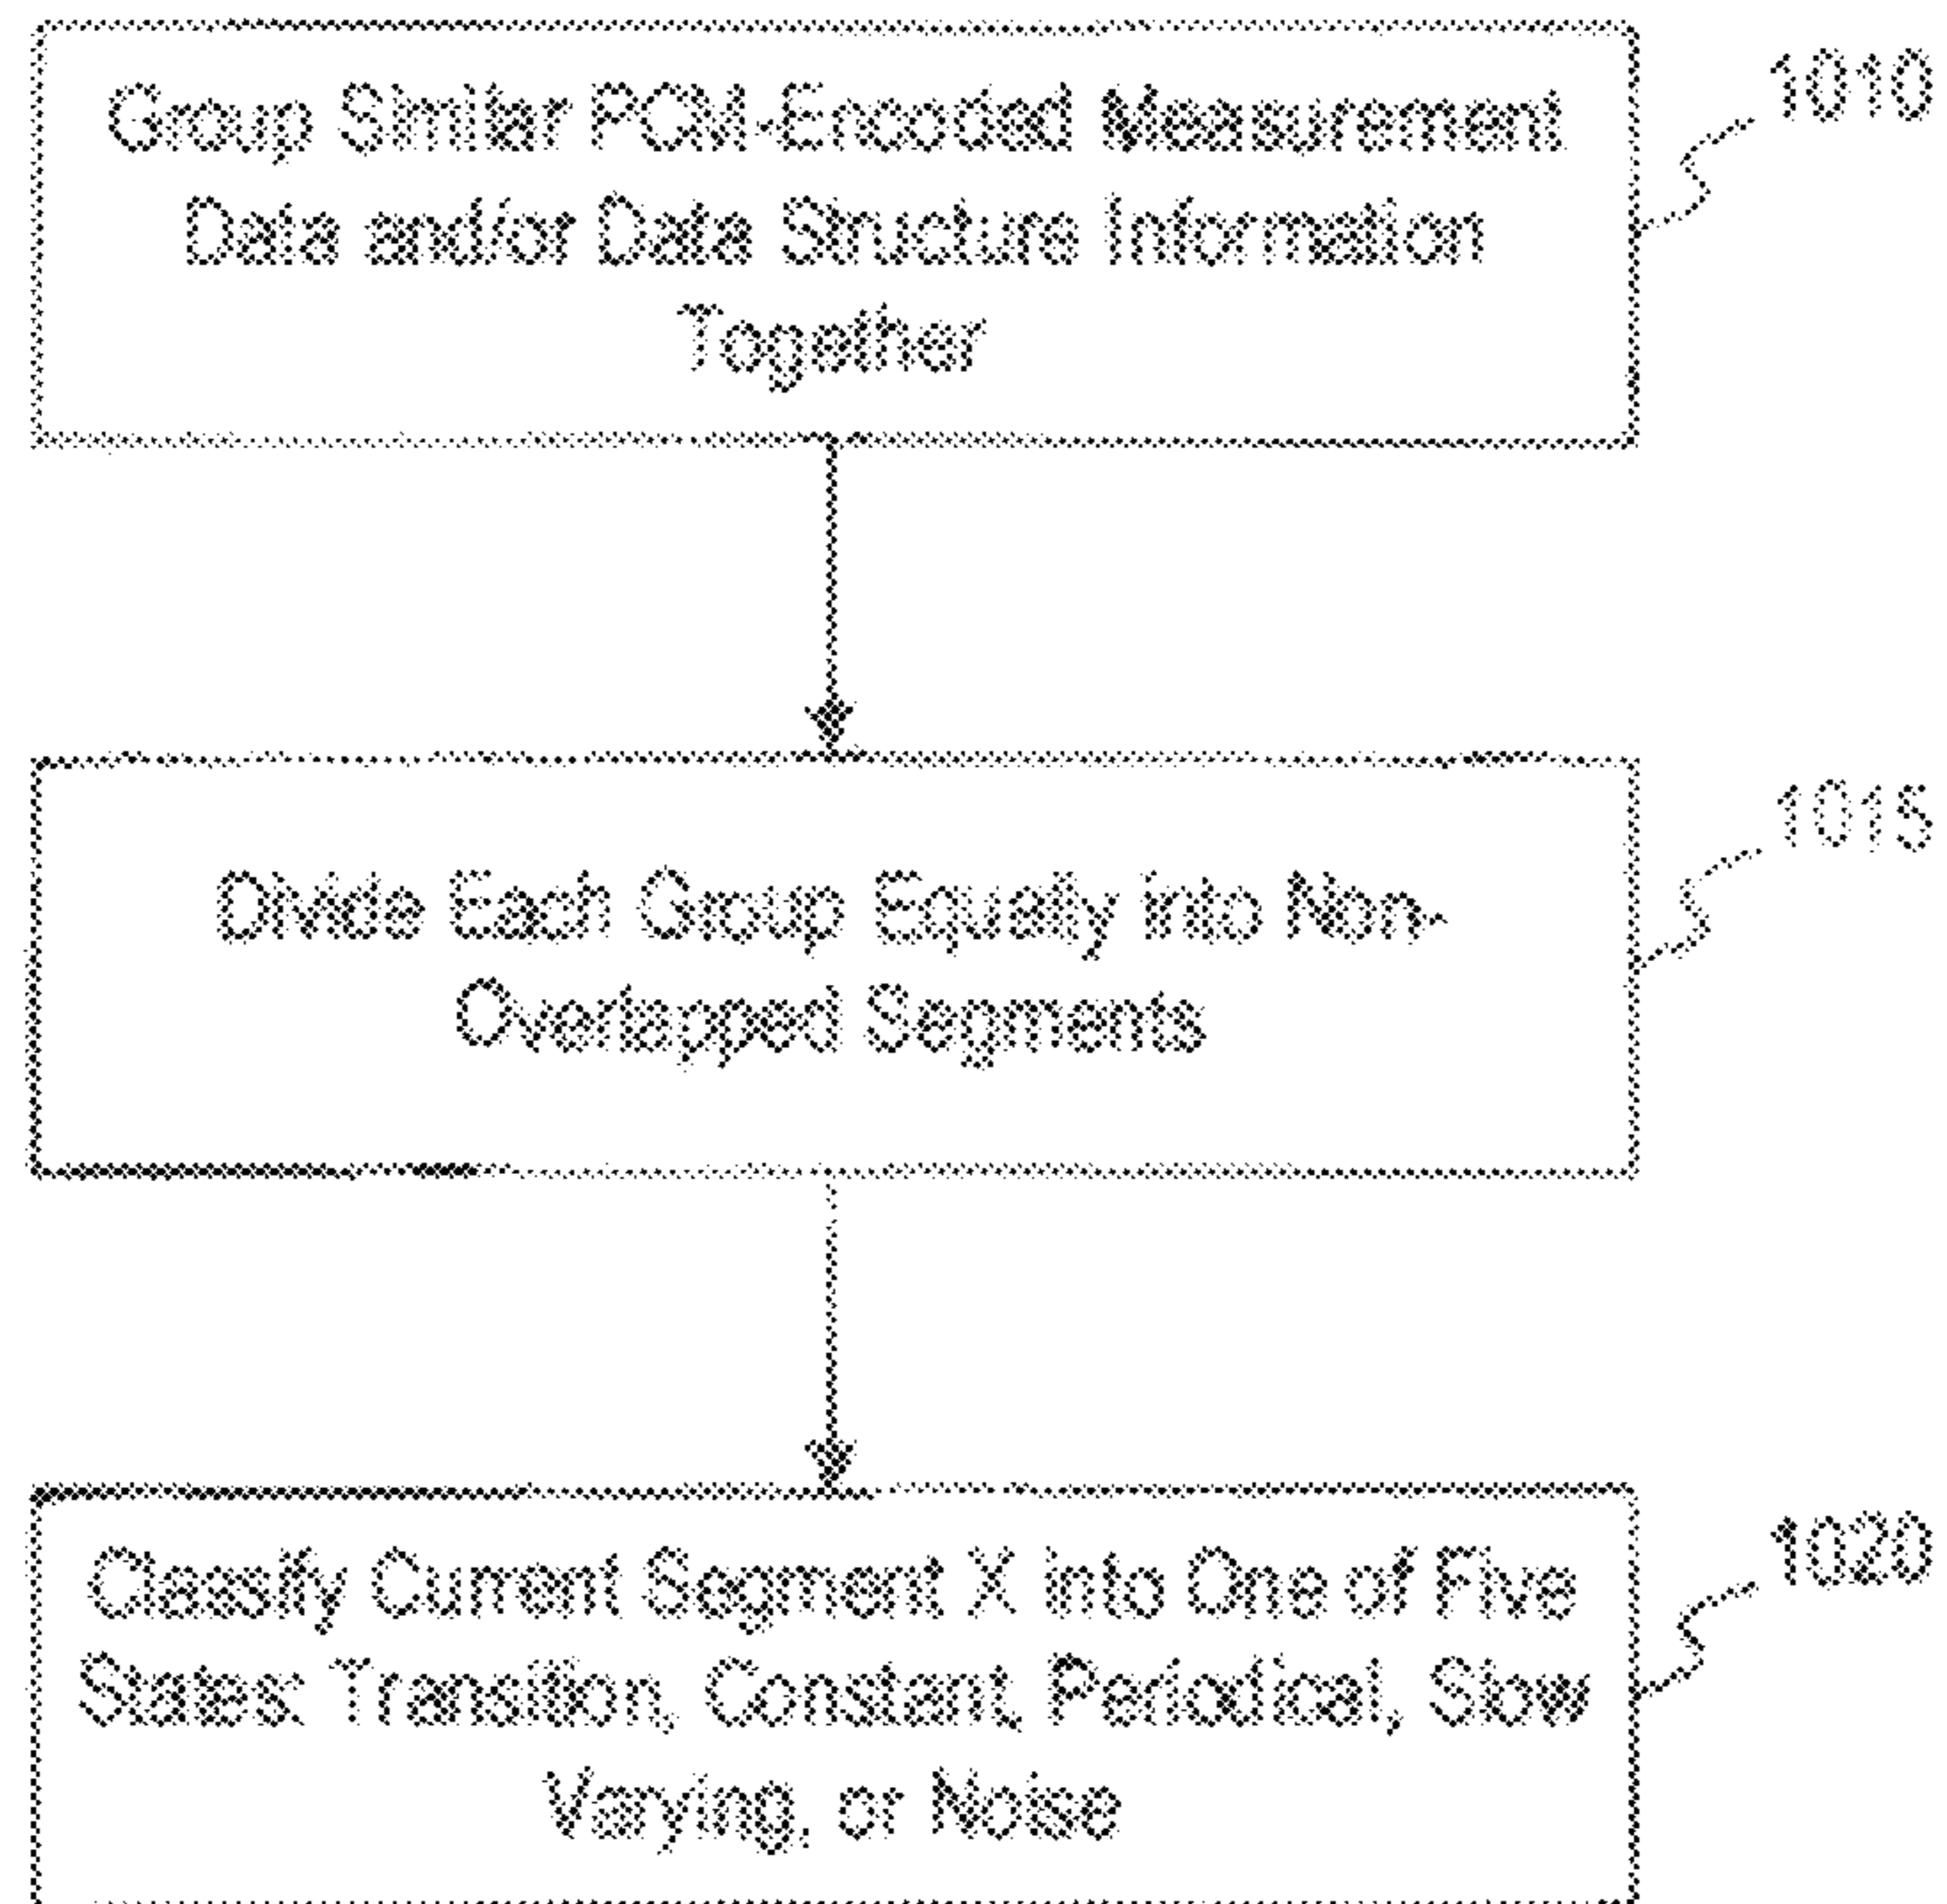 Group Similar PCM-Encoded Measurement
Data and/or Data Structure Information
Together
1010
Divide Each Group Equally into Non-
Overlapped Segments
1015
Classify Current Segment X into One of Five
States: Transition, Constant, Periodical, Slow
Varying, or Noise
1020